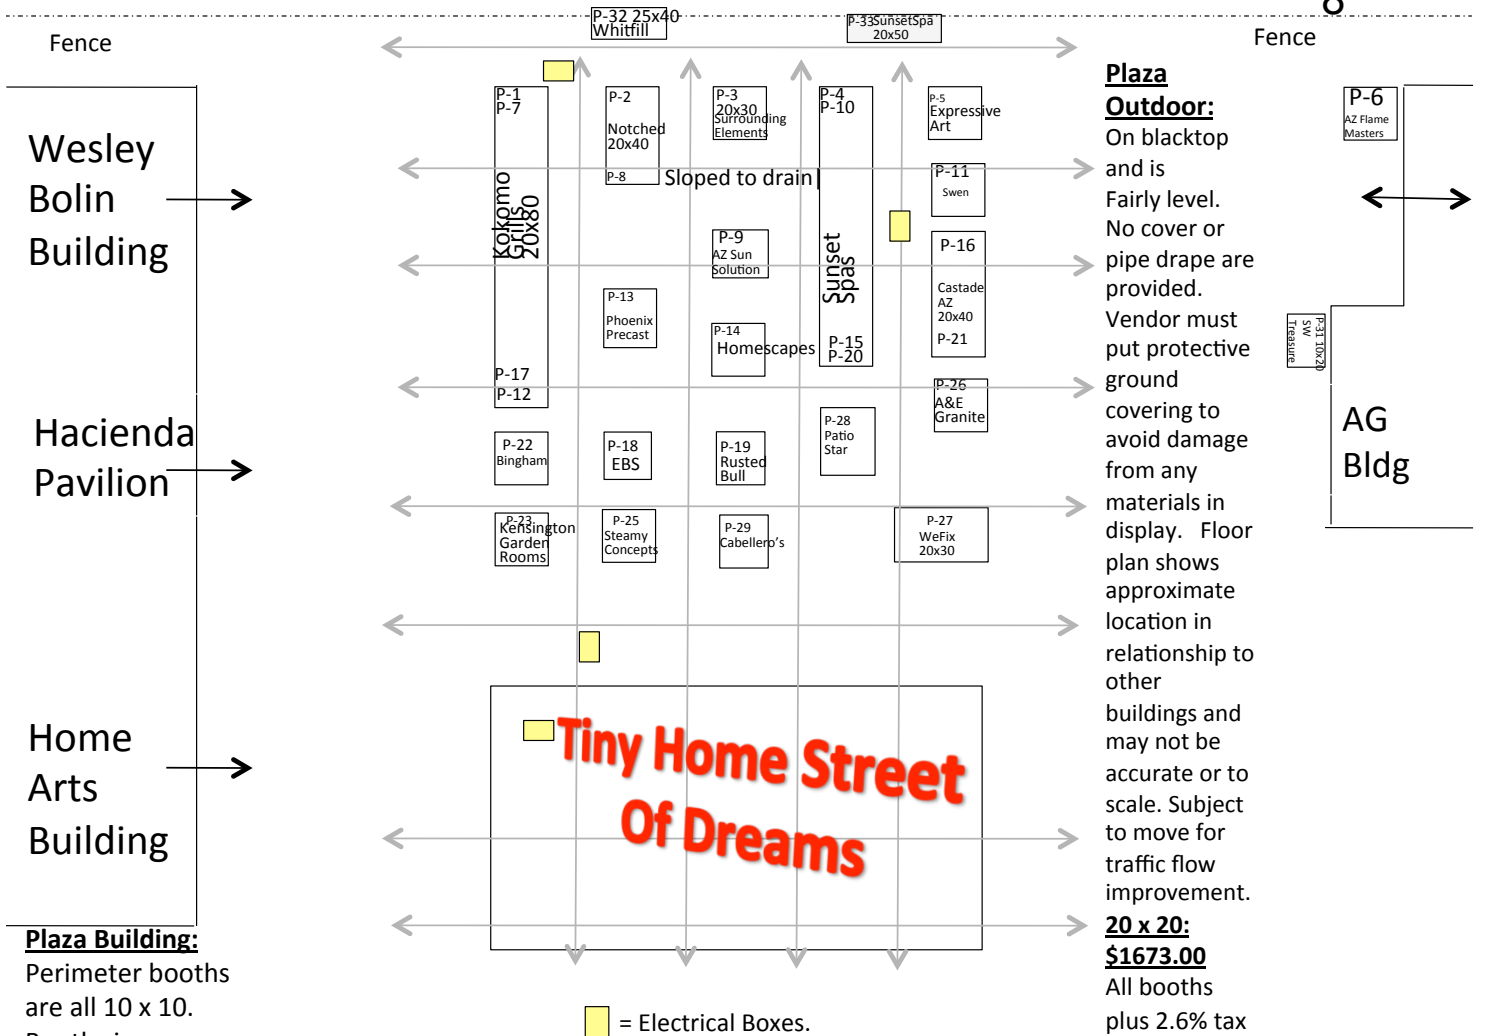 P-32 25x40
Whitfill
P-33SunsetSpa
20x50
Fence
Fence
Wesley
Bolin
Building
Hacienda
Pavilion
Home
Arts
Building
Plaza Building:
Perimeter booths
are all 10 x 10.
P-1
P-7
Kokomo
Grills
20x80
P-17
P-12
P-2
Notched
20x40
P-8
P-3
20x30
Surrounding
Elements
Sloped to drain
P-4
P-10
Sunset
Spas
P-15
P-20
P-5
Expressive
Art
P-11
Swen
P-9
AZ Sun
Solution
P-16
Castade
AZ
20x40
P-21
P-13
Phoenix
Precast
P-14
Homescapes
P-26
A&E
Granite
P-22
Bingham
P-18
EBS
P-19
Rusted
Bull
P-28
Patio
Star
P-23
Kensington
Garden
Rooms
P-25
Steamy
Concepts
P-29
Cabellero's
P-27
WeFix
20x30
Tiny Home Street
Of Dreams
= Electrical Boxes.
Plaza
Outdoor:
On blacktop
and is
Fairly level.
No cover or
pipe drape are
provided.
Vendor must
put protective
ground
covering to
avoid damage
from any
materials in
display. Floor
plan shows
approximate
location in
relationship to
other
buildings and
may not be
accurate or to
scale. Subject
to move for
traffic flow
improvement.
20 x 20:
$1673.00
All booths
plus 2.6% tax
P-6
AZ Flame
Masters
P-31 10x20
SW
Treasure
AG
Bldg